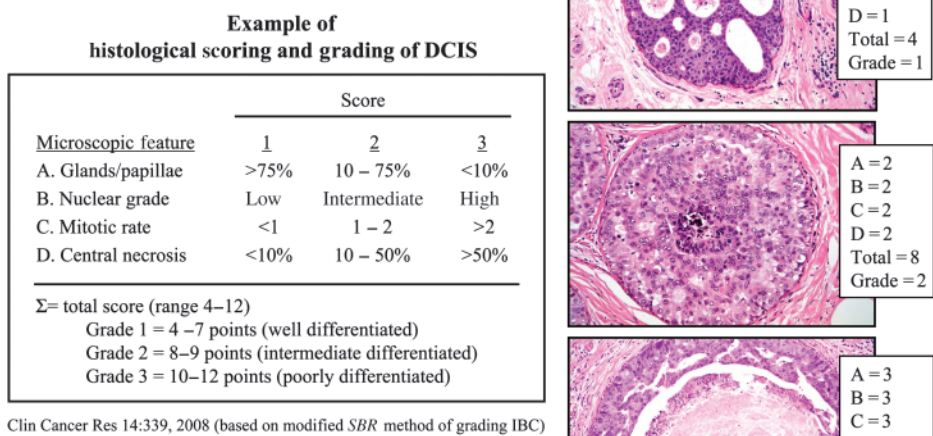 Example of
histological scoring and grading of DCIS
Score
Microscopic feature 1 2 3
A. Glands/papillae >75% 10 – 75% <10%
B. Nuclear grade Low Intermediate High
C. Mitotic rate <1 1 – 2 >2
D. Central necrosis <10% 10 – 50% >50%
Σ= total score (range 4–12)
Grade 1 = 4 –7 points (well differentiated)
Grade 2 = 8–9 points (intermediate differentiated)
Grade 3 = 10–12 points (poorly differentiated)
Clin Cancer Res 14:339, 2008 (based on modified SBR method of grading IBC)
D = 1
Total = 4
Grade = 1
A = 2
B = 2
C = 2
D = 2
Total = 8
Grade = 2
A = 3
B = 3
C = 3